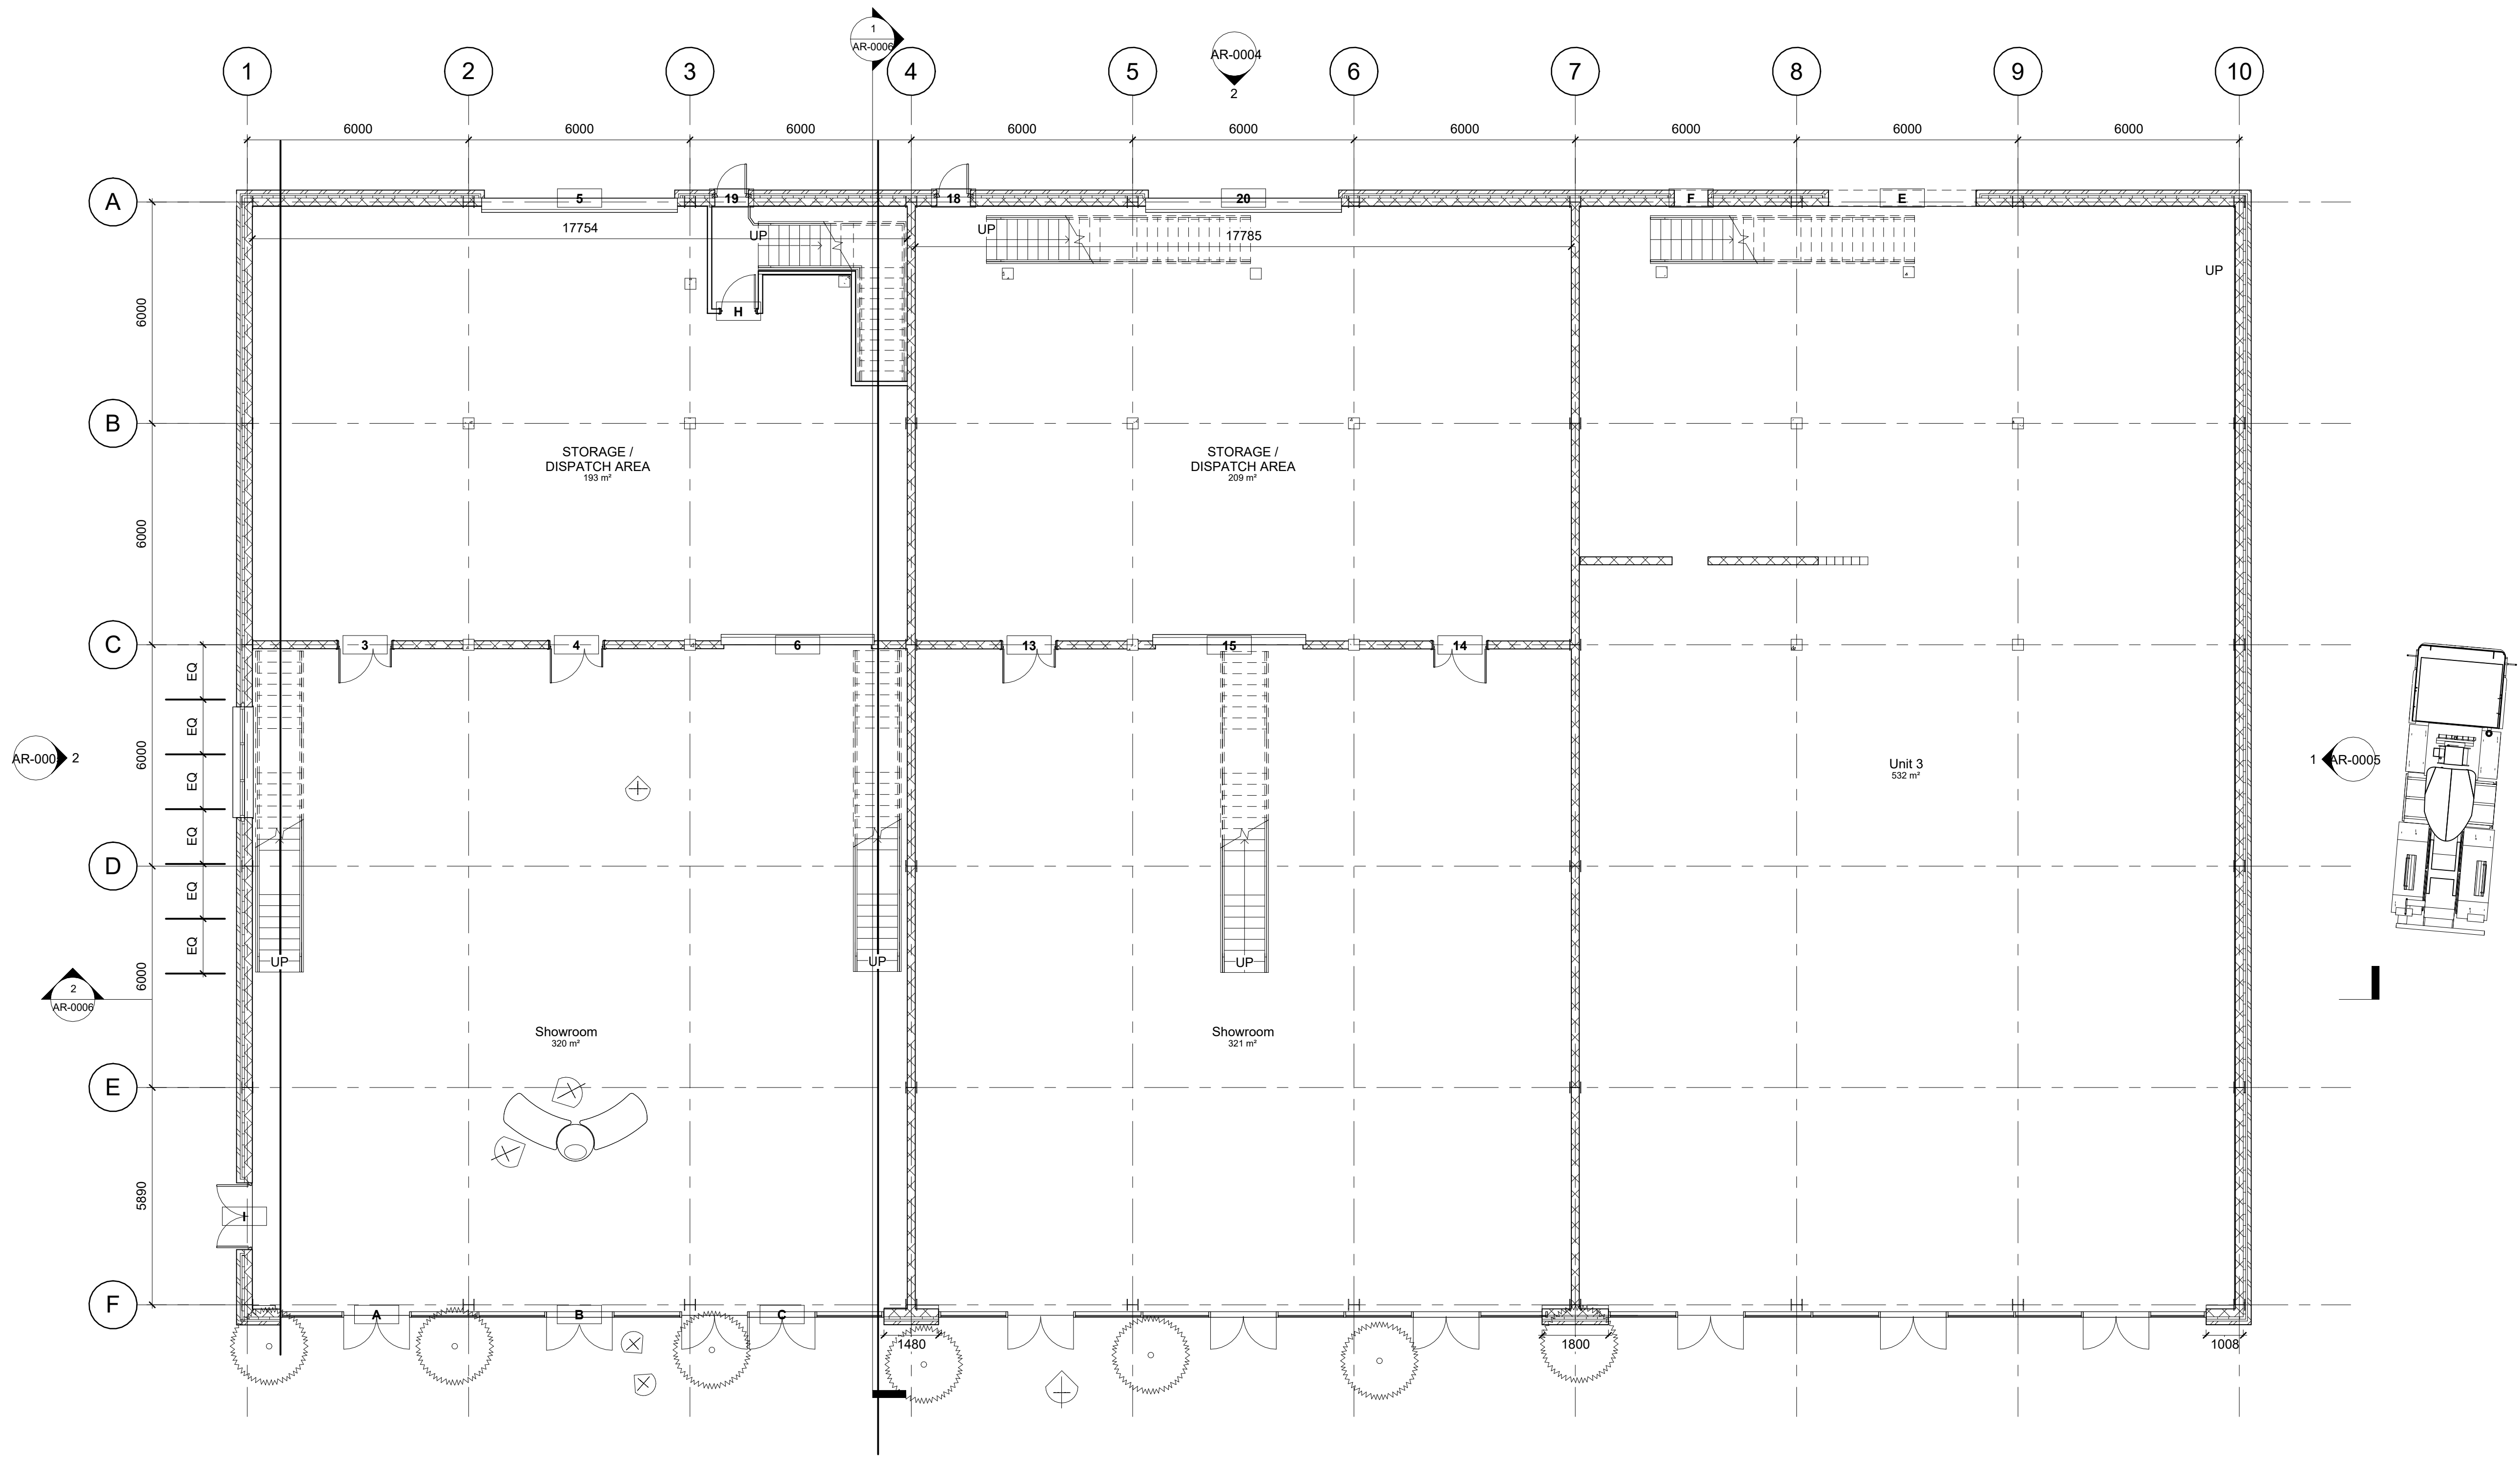 1
AR-0006
AR-0004
2
1
2
3
4
5
6
7
8
9
10
6000
6000
6000
6000
6000
6000
6000
6000
6000
A
5
19
18
20
F
E
17754
UP
UP
17785
UP
H
6000
B
STORAGE /
DISPATCH AREA
193 m²
STORAGE /
DISPATCH AREA
209 m²
6000
C
3
4
6
13
15
14
EQ
EQ
EQ
EQ
EQ
EQ
6000
2
Unit 3
532 m²
1
AR-0005
D
UP
UP
UP
6000
2
AR-0006
Showroom
320 m²
Showroom
321 m²
E
5890
I
F
A
B
C
1480
1800
1008